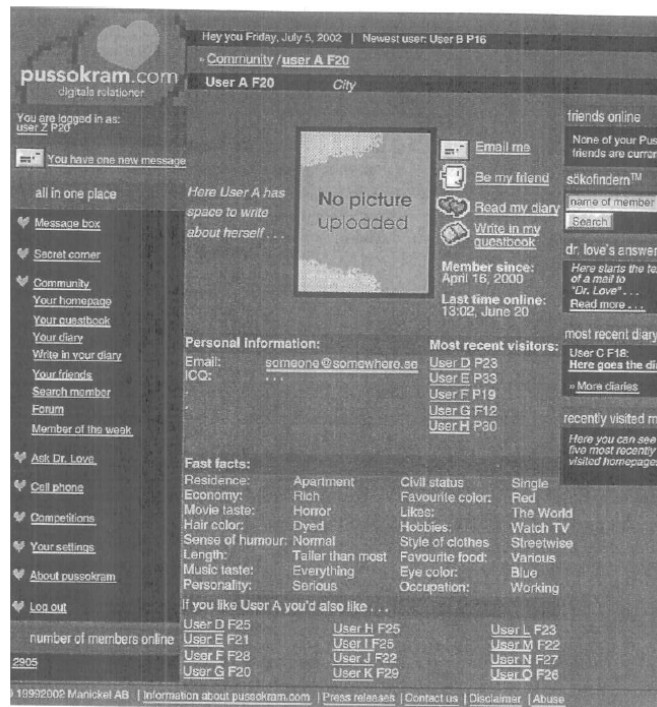 pussokram.com
digitala relationer
Hey you Friday, July 5, 2002 | Newest user: User B P16
» Community / user A F20
User A F20 City
You are logged in as:
user Z P20
You have one new message
all in one place
Message box
Secret corner
Community
Your homepage
Your guestbook
Your diary
Write in your diary
Your friends
Search member
Forum
Member of the week
Ask Dr. Love
Cell phone
Competitions
Your settings
About pussokram
Log out
number of members online
2905
Here User A has
space to write
about herself . . .
No picture
uploaded
Email me
Be my friend
Read my diary
Write in my
guestbook
Member since:
April 16, 2000
Last time online:
13:02, June 20
Personal Information:
Email: someone@somewhere.se
ICQ: . . .
Most recent visitors:
User D P23
User E P33
User F P19
User G F12
User H P30
Fast facts:
Residence: Apartment Civil status Single
Economy: Rich Favourite color: Red
Movie taste: Horror Likes: The World
Hair color: Dyed Hobbies: Watch TV
Sense of humour: Normal Style of clothes Streetwise
Length: Taller than most Favourite food: Various
Music taste: Everything Eye color: Blue
Personality: Serious Occupation: Working
If you like User A you'd also like . . .
User D F25 User H F25 User L F23
User E F21 User I F25 User M F22
User F F28 User J F22 User N F27
User G F20 User K F29 User O F26
friends online
None of your Pus
friends are curren
sökofindern™
name of member
Search
dr. love's answer
Here starts the te
of a mail to
"Dr. Love" . . .
Read more . . .
most recent diary
User C F18:
Here goes the di
» More diaries
recently visited m
Here you can see
five most recently
visited homepage
19992002 Manickel AB | Information about pussokram.com | Press releases | Contact us | Disclaimer | Abuse